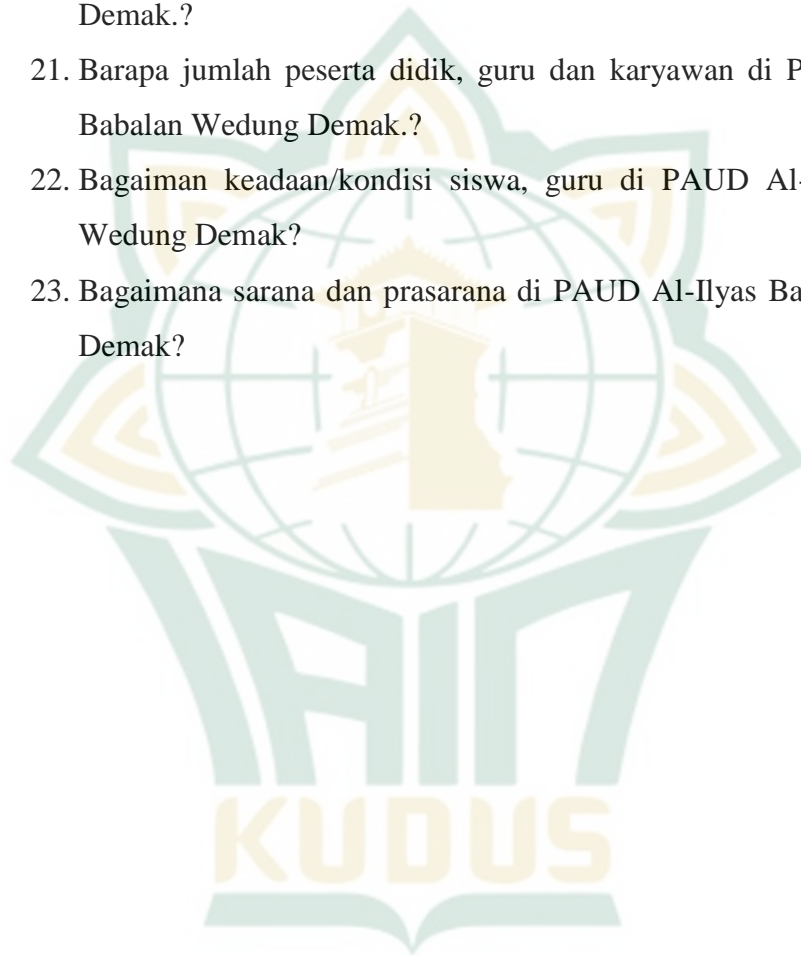 Demak.?
21. Barapa jumlah peserta didik, guru dan karyawan di P
Babalan Wedung Demak.?
22. Bagaiman keadaan/kondisi siswa, guru di PAUD Al-
Wedung Demak?
23. Bagaimana sarana dan prasarana di PAUD Al-Ilyas Ba
Demak?
IAIN
KUDUS